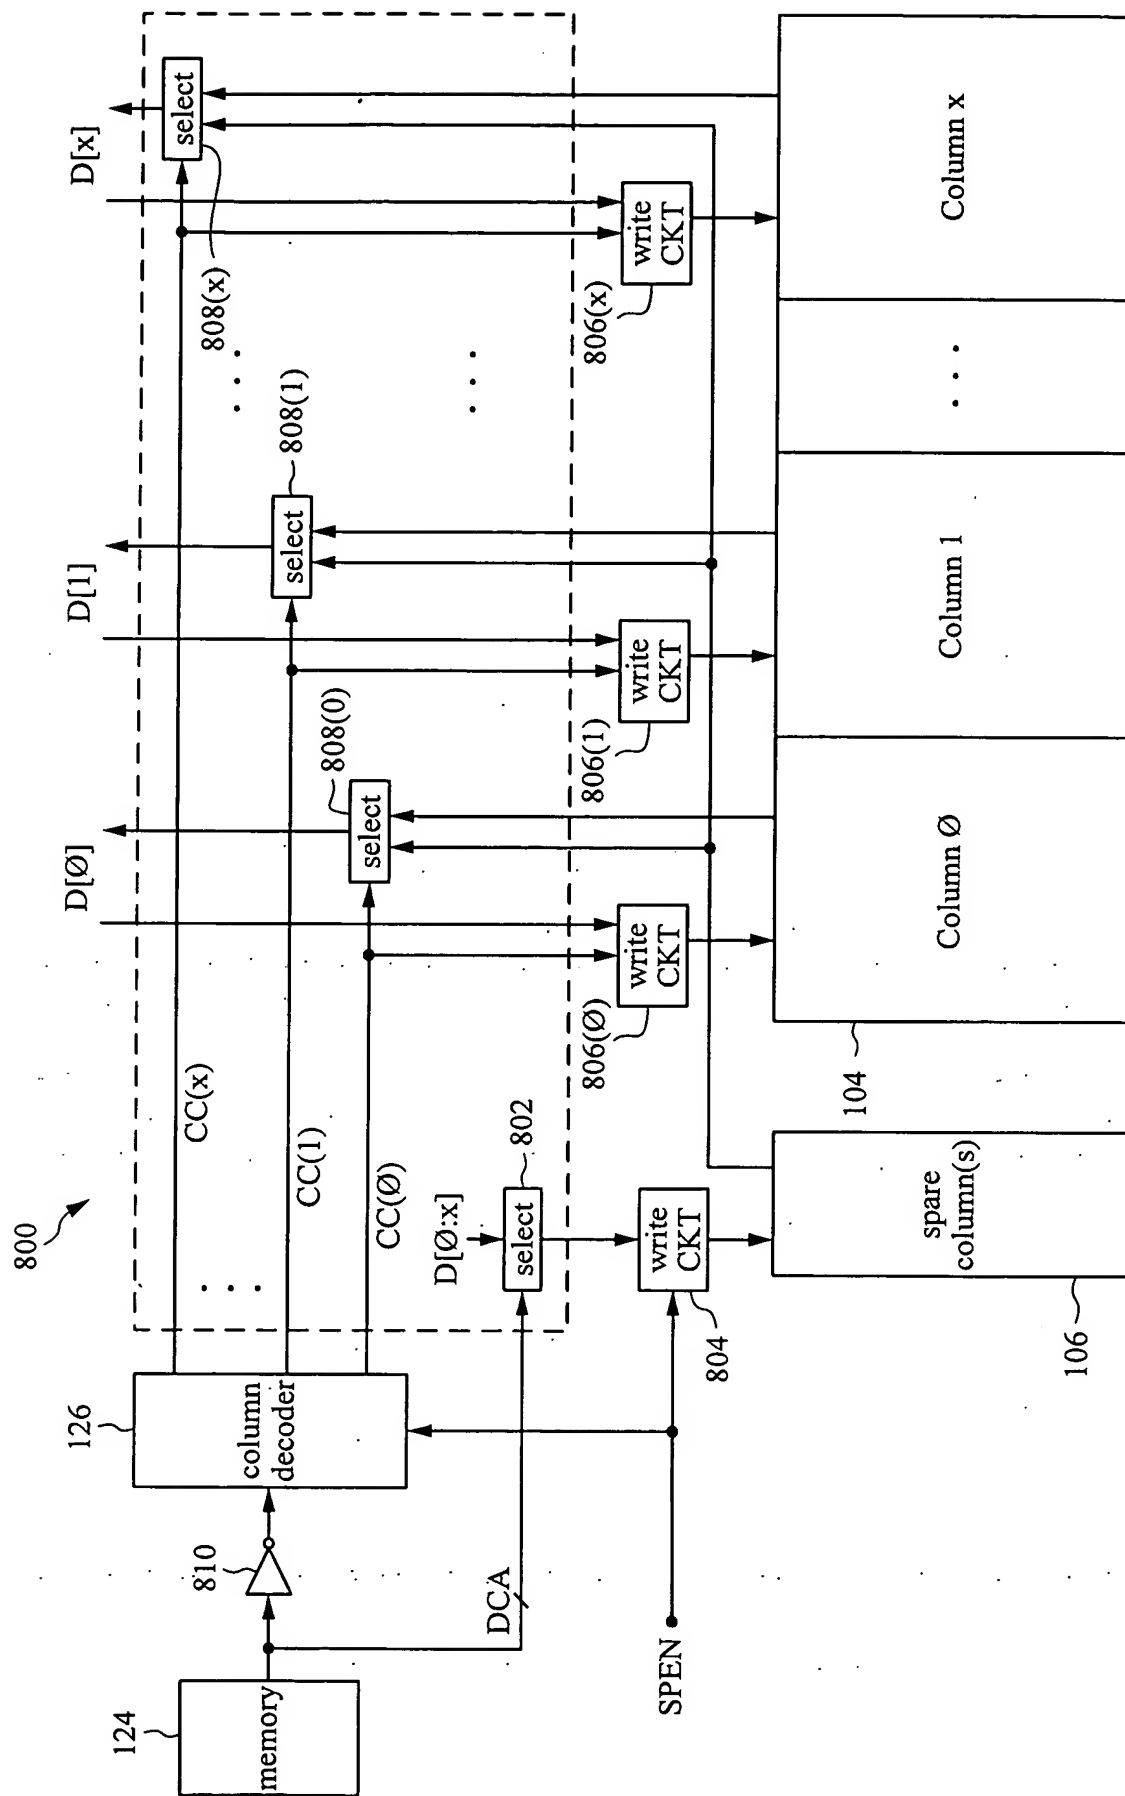 800
D[Ø]
D[1]
D[x]
124
memory
810
126
column
decoder
CC(x)
CC(1)
CC(Ø)
. . .
select
808(x)
select
808(1)
select
808(0)
. . .
. . .
DCA
D[Ø:x]
select
802
SPEN
write
CKT
804
write
CKT
806(Ø)
write
CKT
806(1)
write
CKT
806(x)
spare
column(s)
106
104
Column Ø
Column 1
. . .
Column x